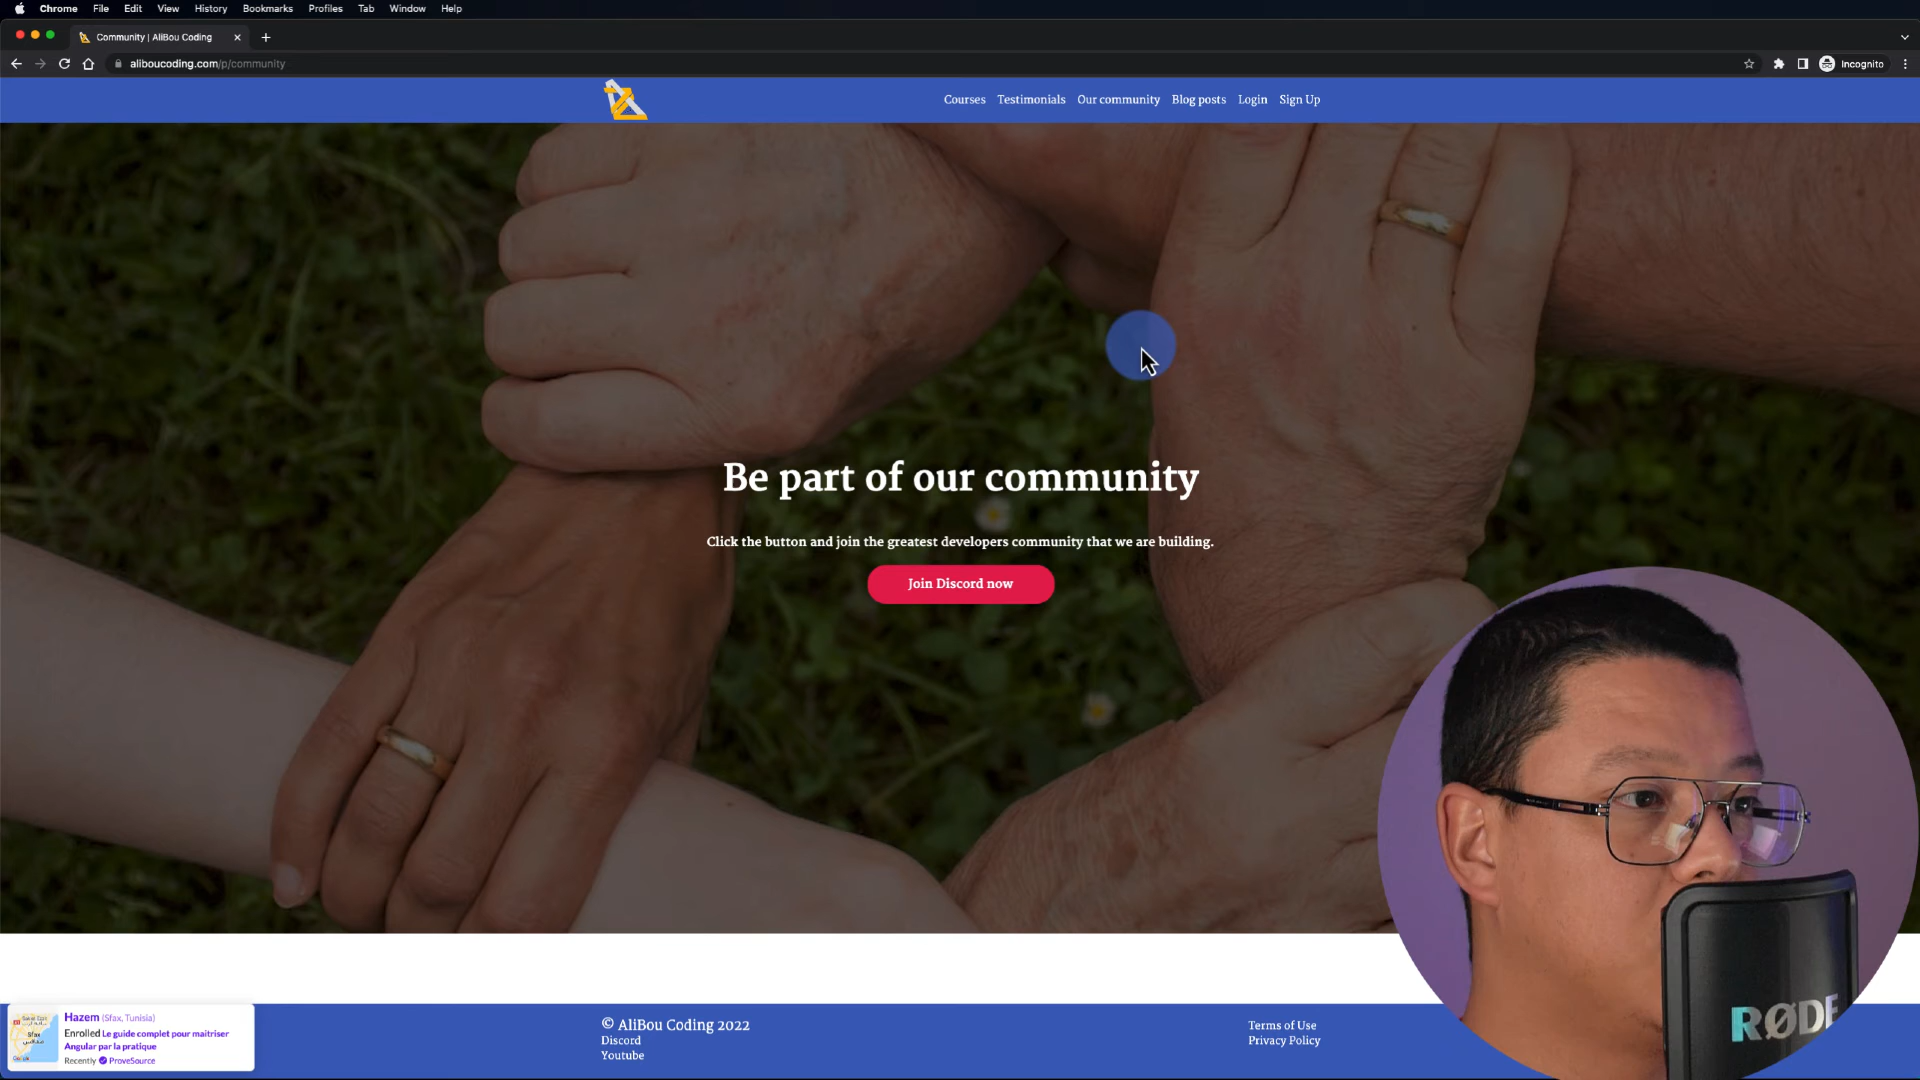 Chrome File Edit View History Bookmarks Profiles Tab Window Help
Community | AliBou Coding
aliboucoding.com/p/community
Incognito
Courses Testimonials Our community Blog posts Login Sign Up
Be part of our community
Click the button and join the greatest developers community that we are building.
Join Discord now
Hazem (Sfax, Tunisia)
Enrolled Le guide complet pour maitriser
Angular par la pratique
Recently ProveSource
Sfax
صفاقس
© AliBou Coding 2022
Discord
Youtube
Terms of Use
Privacy Policy
RØDE